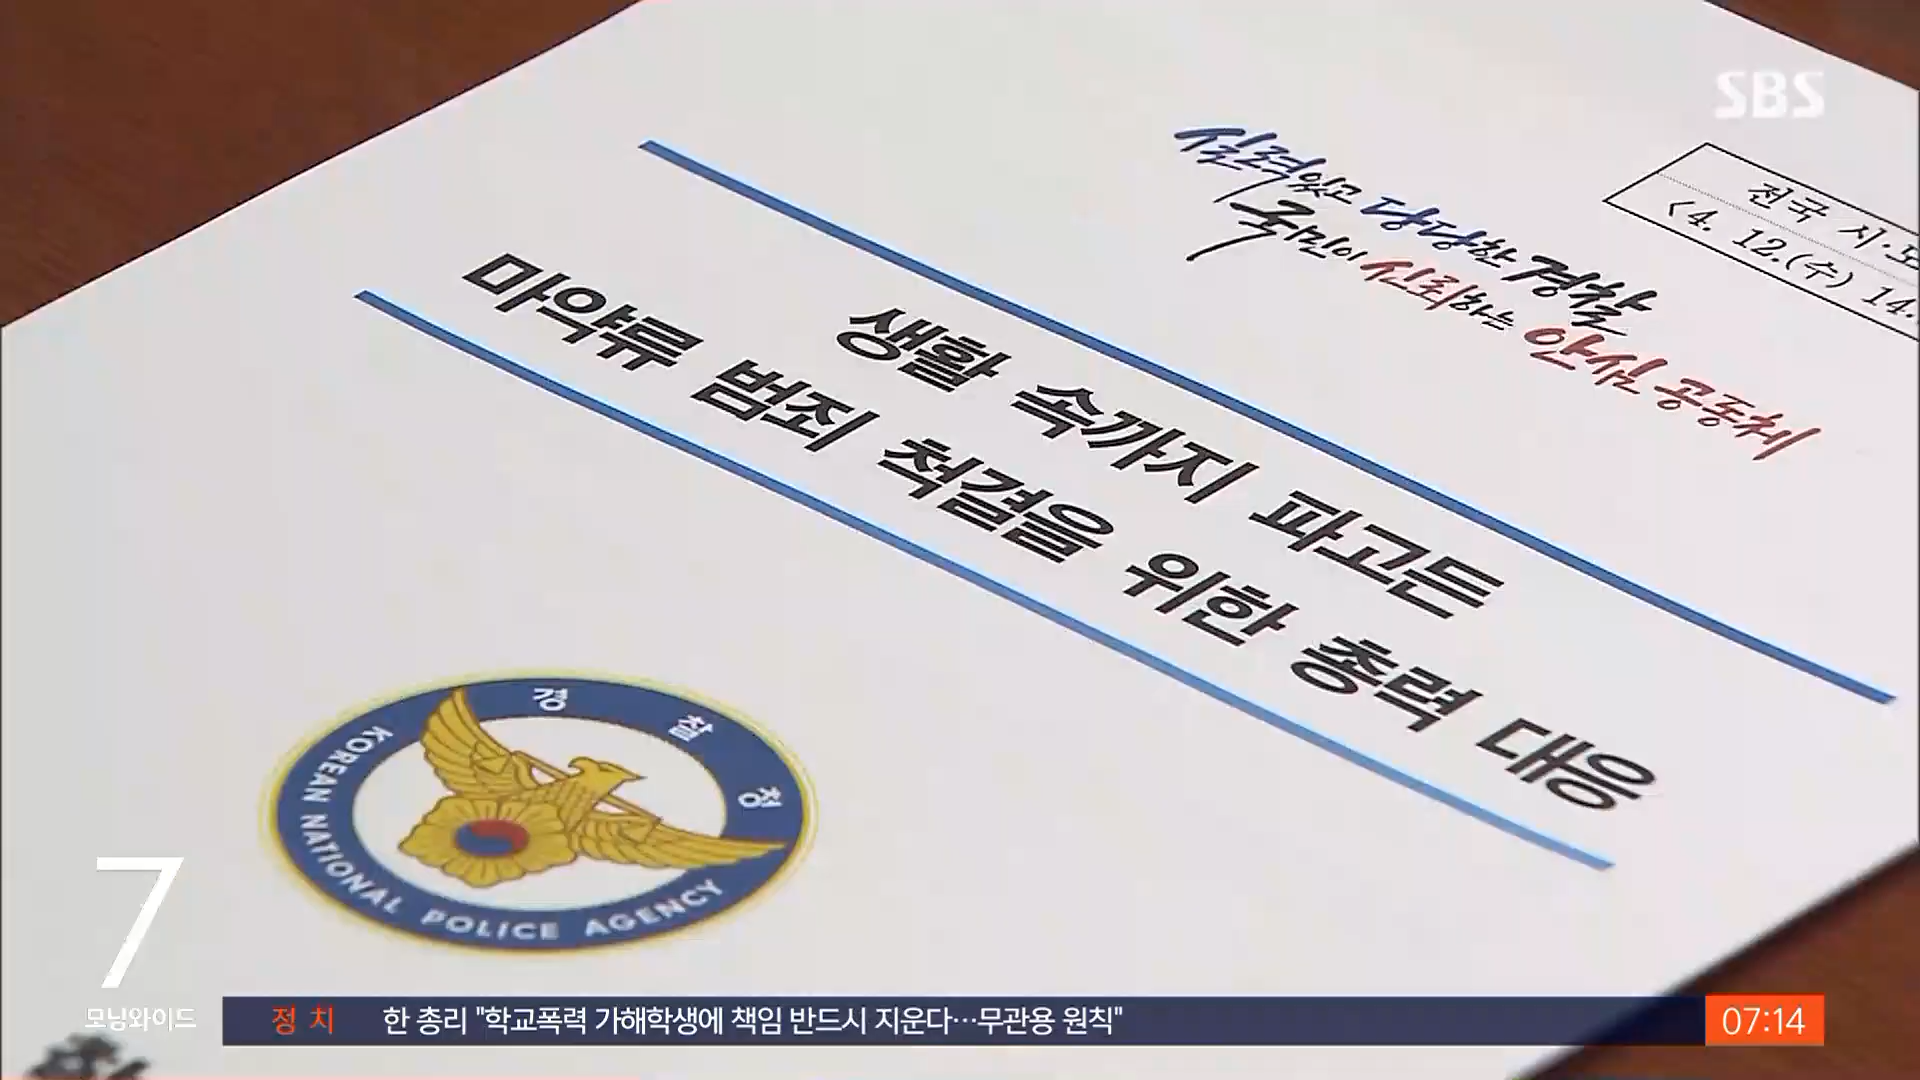 SBS
실력있고 당당한 경찰
국민이 신뢰하는 안심 공동체
전국 시·도
<4. 12.(수) 14.
생활 속까지 파고든
마약류 범죄 척결을 위한 총력 대응
경찰청
KOREAN NATIONAL POLICE AGENCY
7
모닝와이드
정치 한 총리 "학교폭력 가해학생에 책임 반드시 지운다…무관용 원칙"
07:14